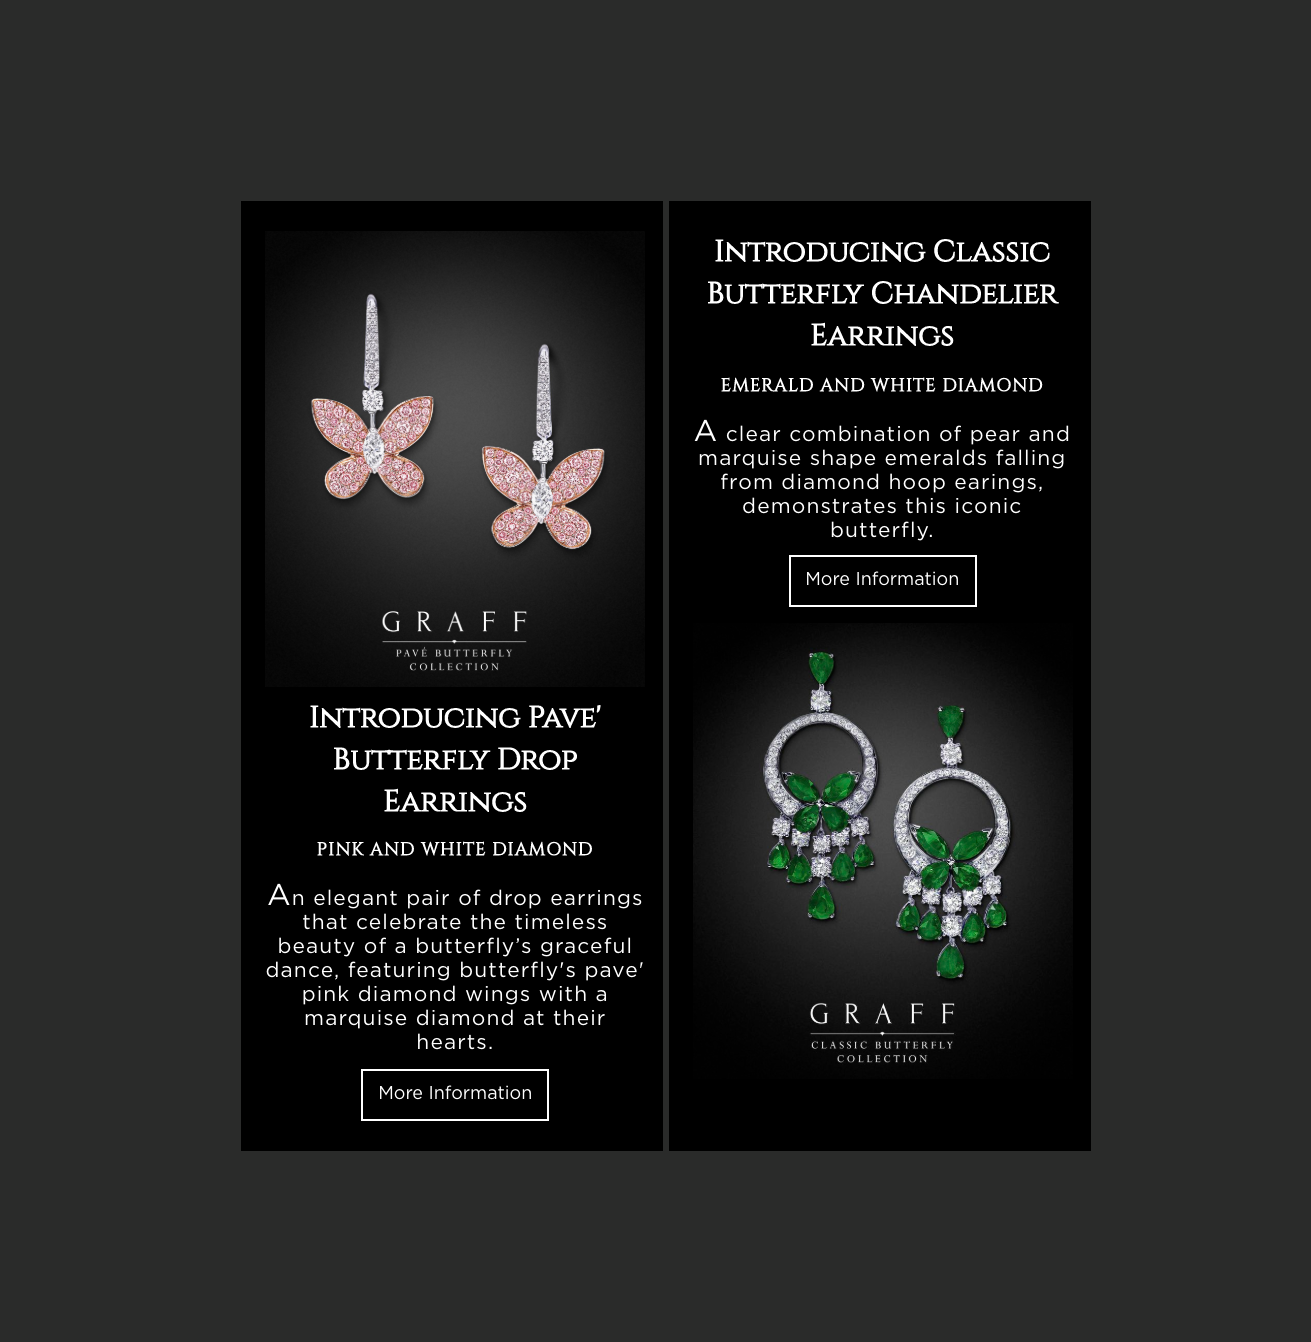 GRAFF
PAVÉ BUTTERFLY
COLLECTION
Introducing Pave'
Butterfly Drop
Earrings
PINK AND WHITE DIAMOND
An elegant pair of drop earrings
that celebrate the timeless
beauty of a butterfly’s graceful
dance, featuring butterfly's pave'
pink diamond wings with a
marquise diamond at their
hearts.
More Information
Introducing Classic
Butterfly Chandelier
Earrings
EMERALD AND WHITE DIAMOND
A clear combination of pear and
marquise shape emeralds falling
from diamond hoop earings,
demonstrates this iconic
butterfly.
More Information
GRAFF
CLASSIC BUTTERFLY
COLLECTION